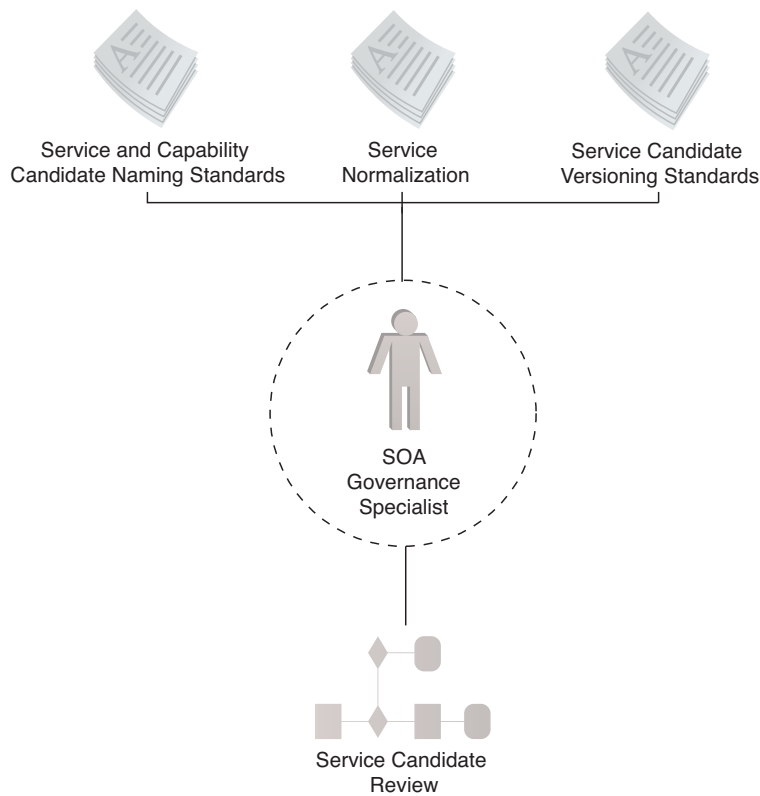 Service and Capability
Candidate Naming Standards
Service
Normalization
Service Candidate
Versioning Standards
SOA
Governance
Specialist
Service Candidate
Review